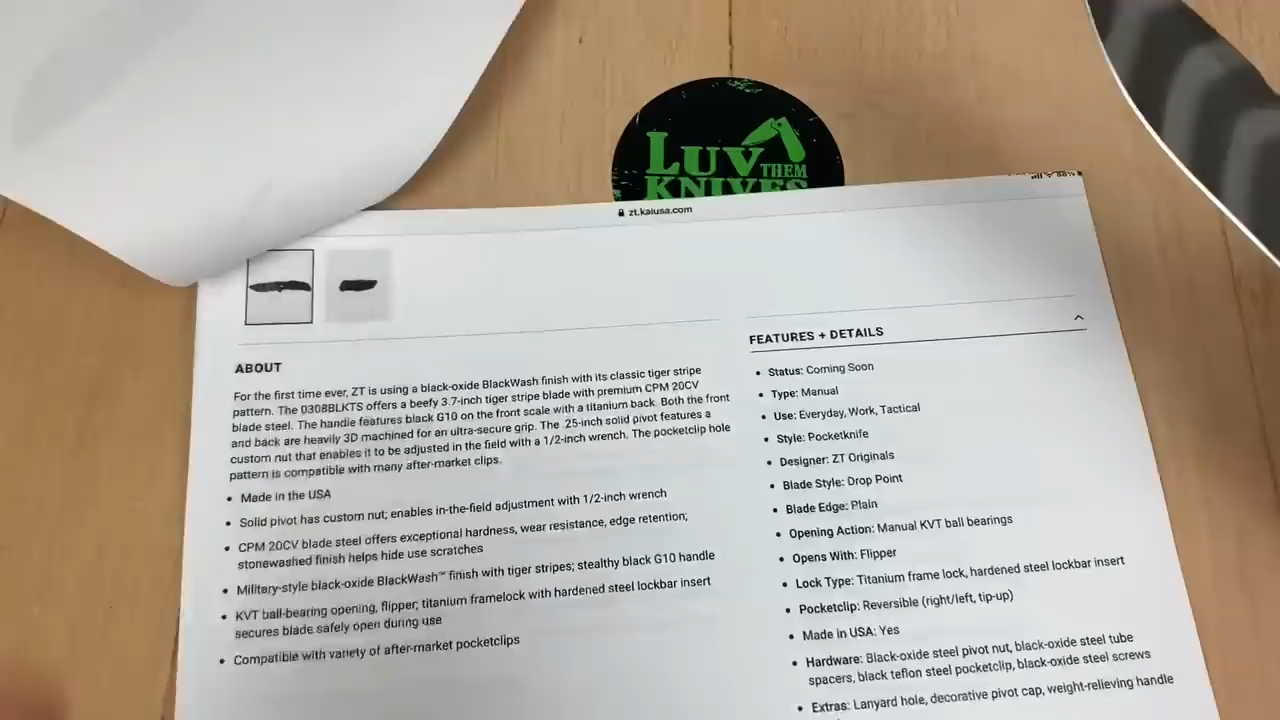 LUV
THEM
KNIVES
88%
zt.kaiusa.com
ABOUT
For the first time ever, ZT is using a black-oxide BlackWash finish with its classic tiger stripe
pattern. The 0308BLKTS offers a beefy 3.7-inch tiger stripe blade with premium CPM 20CV
blade steel. The handle features black G10 on the front scale with a titanium back. Both the front
and back are heavily 3D machined for an ultra-secure grip. The .25-inch solid pivot features a
custom nut that enables it to be adjusted in the field with a 1/2-inch wrench. The pocketclip hole
pattern is compatible with many after-market clips.
• Made in the USA
• Solid pivot has custom nut; enables in-the-field adjustment with 1/2-inch wrench
• CPM 20CV blade steel offers exceptional hardness, wear resistance, edge retention;
stonewashed finish helps hide use scratches
• Military-style black-oxide BlackWash™ finish with tiger stripes; stealthy black G10 handle
• KVT ball-bearing opening, flipper; titanium framelock with hardened steel lockbar insert
secures blade safely open during use
• Compatible with variety of after-market pocketclips
FEATURES + DETAILS
• Status: Coming Soon
• Type: Manual
• Use: Everyday, Work, Tactical
• Style: Pocketknife
• Designer: ZT Originals
• Blade Style: Drop Point
• Blade Edge: Plain
• Opening Action: Manual KVT ball bearings
• Opens With: Flipper
• Lock Type: Titanium frame lock, hardened steel lockbar insert
• Pocketclip: Reversible (right/left, tip-up)
• Made in USA: Yes
• Hardware: Black-oxide steel pivot nut, black-oxide steel tube
spacers, black teflon steel pocketclip, black-oxide steel screws
• Extras: Lanyard hole, decorative pivot cap, weight-relieving handle